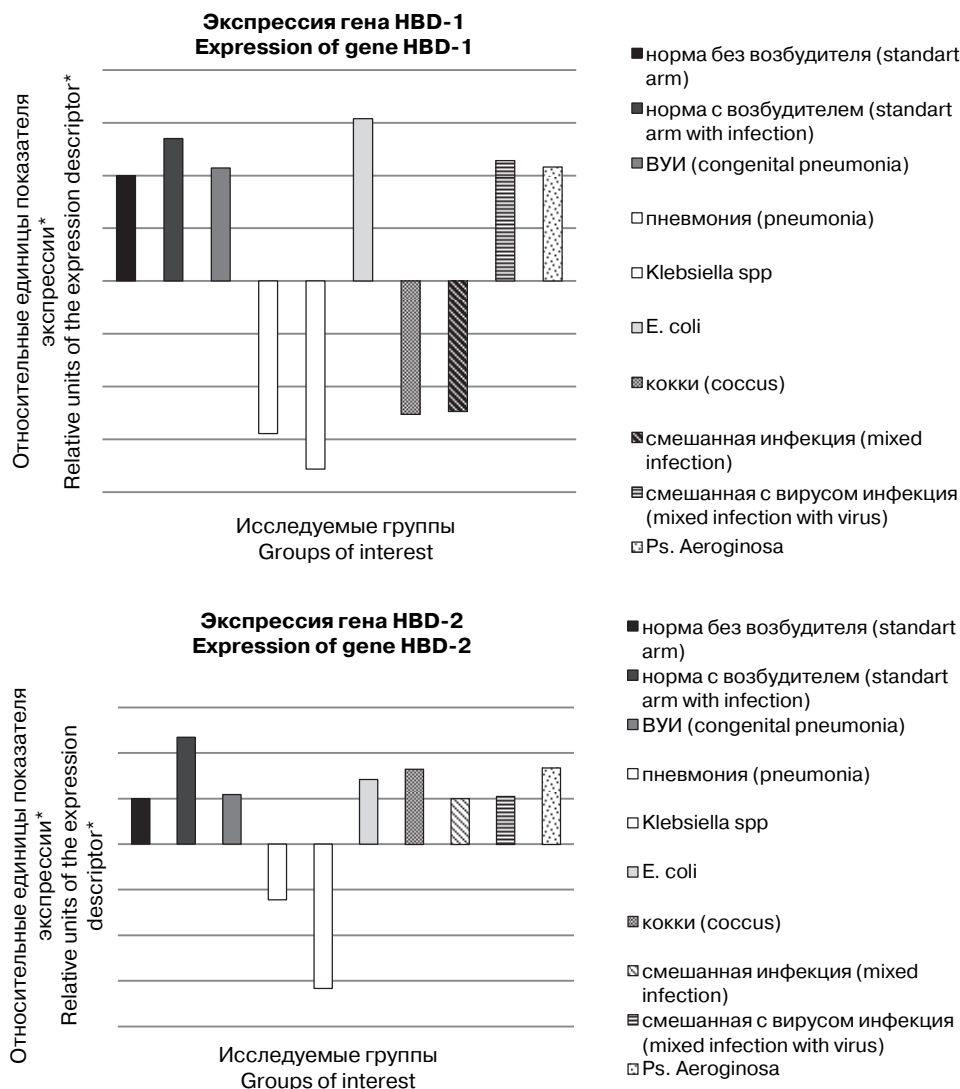 Экспрессия гена HBD-1
Expression of gene HBD-1
Относительные единицы показателя
экспрессии*
Relative units of the expression descriptor*
Исследуемые группы
Groups of interest
норма без возбудителя (standart
arm)
норма с возбудителем (standart
arm with infection)
ВУИ (congenital pneumonia)
пневмония (pneumonia)
Klebsiella spp
E. coli
кокки (coccus)
смешанная инфекция (mixed
infection)
смешанная с вирусом инфекция
(mixed infection with virus)
Ps. Aeroginosa
Экспрессия гена HBD-2
Expression of gene HBD-2
Относительные единицы показателя
экспрессии*
Relative units of the expression
descriptor*
Исследуемые группы
Groups of interest
норма без возбудителя (standart
arm)
норма с возбудителем (standart
arm with infection)
ВУИ (congenital pneumonia)
пневмония (pneumonia)
Klebsiella spp
E. coli
кокки (coccus)
смешанная инфекция (mixed
infection)
смешанная с вирусом инфекция
(mixed infection with virus)
Ps. Aeroginosa